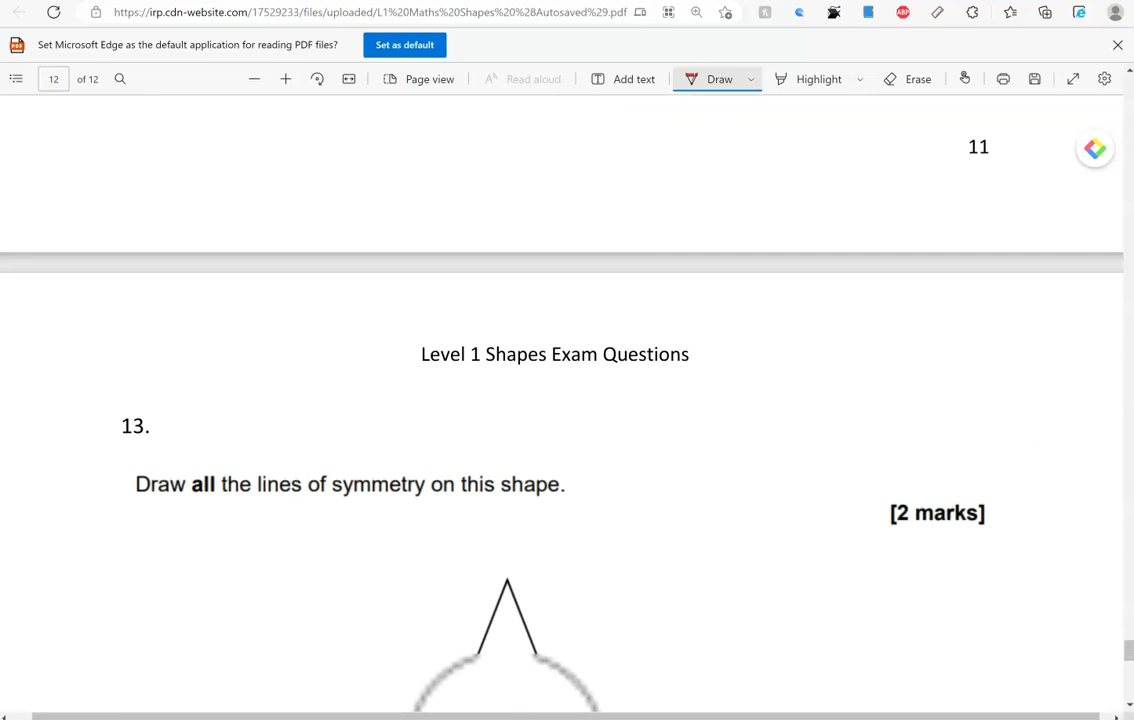 https://irp.cdn-website.com/17529233/files/uploaded/L1%20Maths%20Shapes%20%28Autosaved%29.pdf
ABP
PDF
Set Microsoft Edge as the default application for reading PDF files?
Set as default
12
of 12
Page view
A
Read aloud
T
Add text
Draw
Highlight
Erase
11
Level 1 Shapes Exam Questions
13.
Draw all the lines of symmetry on this shape.
[2 marks]